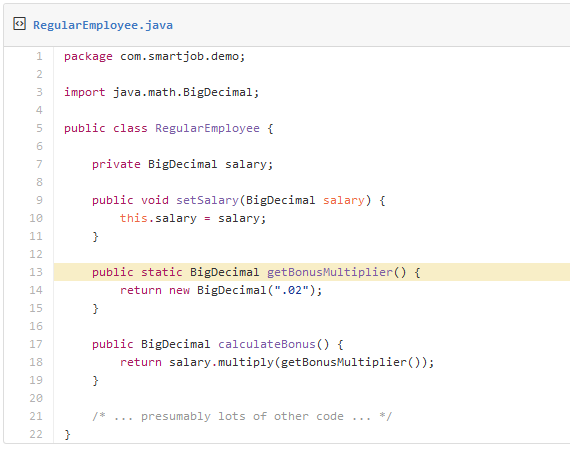 RegularEmployee.java
1 package com.smartjob.demo;
2
3 import java.math.BigDecimal;
4
5 public class RegularEmployee {
6
7     private BigDecimal salary;
8
9     public void setSalary(BigDecimal salary) {
10         this.salary = salary;
11     }
12
13     public static BigDecimal getBonusMultiplier() {
14         return new BigDecimal(".02");
15     }
16
17     public BigDecimal calculateBonus() {
18         return salary.multiply(getBonusMultiplier());
19     }
20
21     /* ... presumably lots of other code ... */
22 }